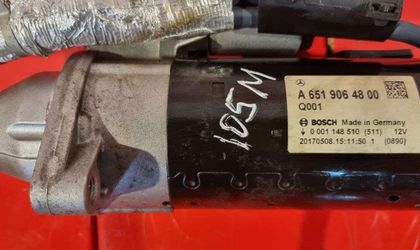 105M
A 651 906 48 00
Q001
BOSCH Made in Germany
0 001 148 510 (511) 12V
20170508.15:11:50 1 (0890)